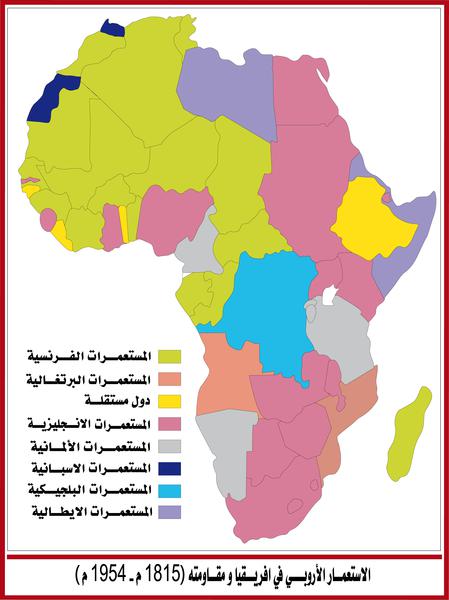 المستعمرات الفرنسية
المستعمرات البرتغالية
دول مستقلة
المستعمرات الانجليزية
المستعمرات الألمانية
المستعمرات الاسبانية
المستعمرات البلجيكية
المستعمرات الايطالية
الاستعمار الأروبي في افريقيا و مقاومته (1815 م ـ 1954 م)